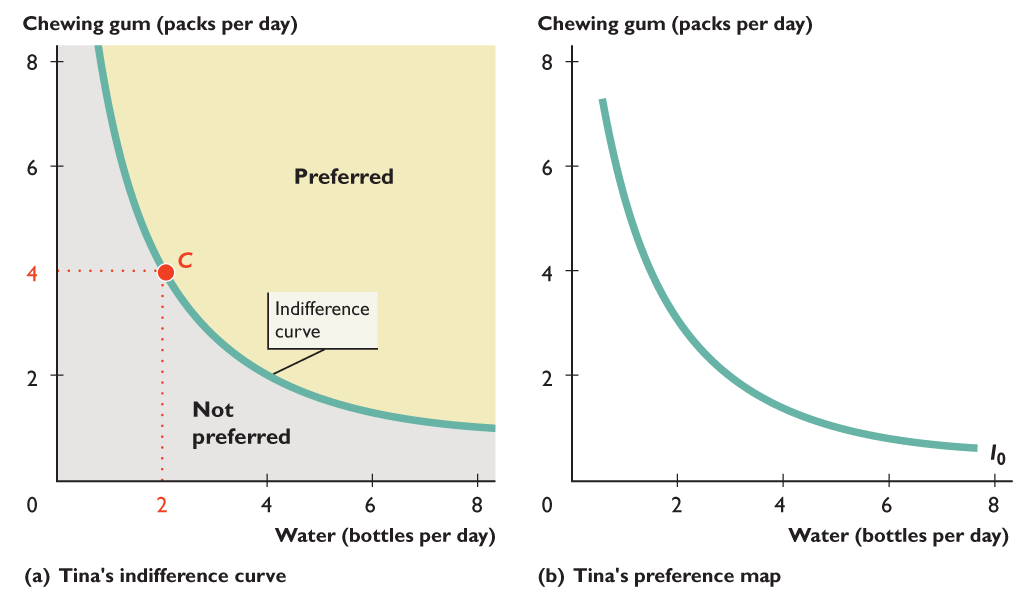 Chewing gum (packs per day)
8
6
4
2
0
Preferred
C
Indifference
curve
Not
preferred
2
4
6
8
Water (bottles per day)
(a) Tina's indifference curve
Chewing gum (packs per day)
8
6
4
2
0
I0
2
4
6
8
Water (bottles per day)
(b) Tina's preference map